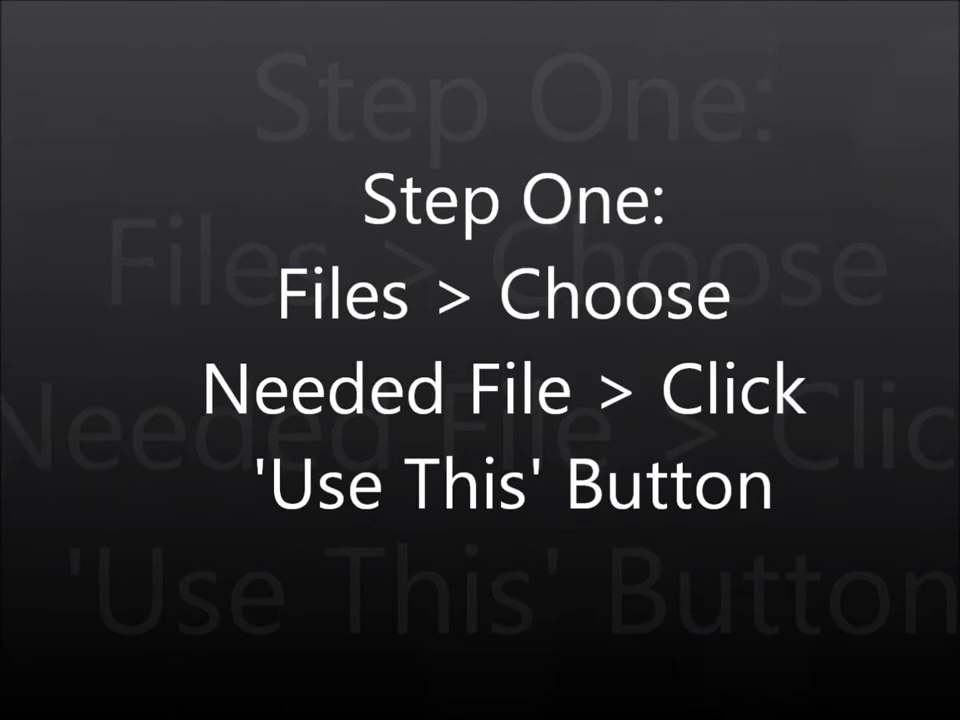 Step One:
Files > Choose
Needed File > Click
'Use This' Button